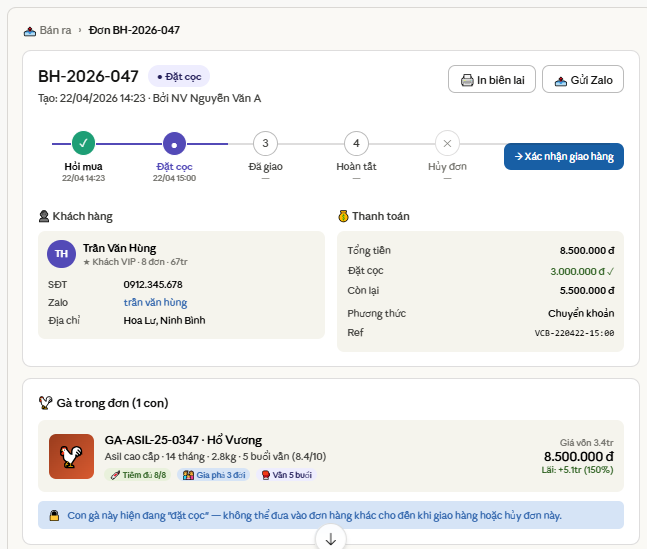 Bán ra › Đơn BH-2026-047
BH-2026-047 • Đặt cọc
In biên lai
Gửi Zalo
Tạo: 22/04/2026 14:23 · Bởi NV Nguyễn Văn A
✓
3
4
✕
→ Xác nhận giao hàng
Hỏi mua
Đặt cọc
Đã giao
Hoàn tất
Hủy đơn
22/04 14:23
22/04 15:00
—
—
—
Khách hàng
TH
Trần Văn Hùng
★ Khách VIP · 8 đơn · 67tr
SĐT 0912.345.678
Zalo trần văn hùng
Địa chỉ Hoa Lư, Ninh Bình
Thanh toán
Tổng tiền 8.500.000 đ
Đặt cọc 3.000.000 đ ✓
Còn lại 5.500.000 đ
Phương thức Chuyển khoản
Ref VCB-220422-15:00
Gà trong đơn (1 con)
GA-ASIL-25-0347 · Hổ Vương
Asil cao cấp · 14 tháng · 2.8kg · 5 buổi vần (8.4/10)
Tiêm đủ 8/8
Gia phả 3 đời
Vần 5 buổi
Giá vốn 3.4tr
8.500.000 đ
Lãi: +5.1tr (150%)
Con gà này hiện đang "đặt cọc" — không thể đưa vào đơn hàng khác cho đến khi giao hàng hoặc hủy đơn này.